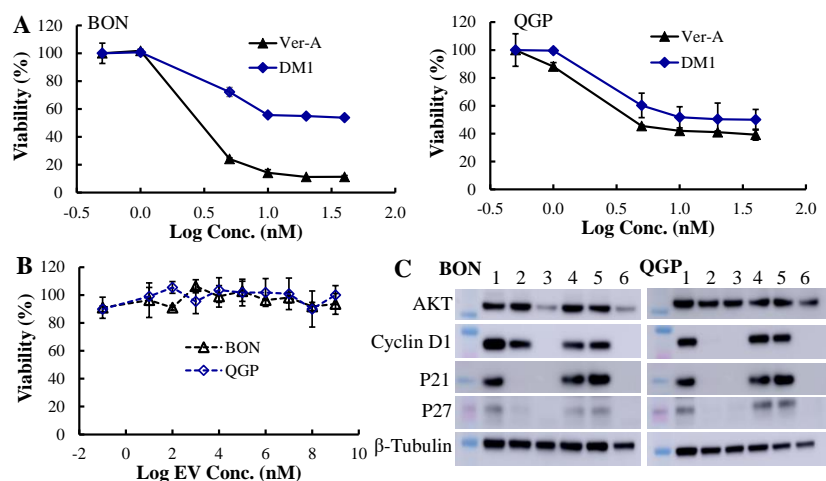 A
BON
Viability (%)
120
100
80
60
40
20
0
Ver-A
DM1
-0.5
0.0
0.5
1.0
1.5
2.0
Log Conc. (nM)
QGP
Viability (%)
120
100
80
60
40
20
0
Ver-A
DM1
-0.5
0.0
0.5
1.0
1.5
2.0
Log Conc. (nM)
B
Viability (%)
120
100
80
60
40
20
0
BON
QGP
-2
0
2
4
6
8
10
Log EV Conc. (nM)
C
BON
1 2 3 4 5 6
QGP
1 2 3 4 5 6
AKT
Cyclin D1
P21
P27
β-Tubulin